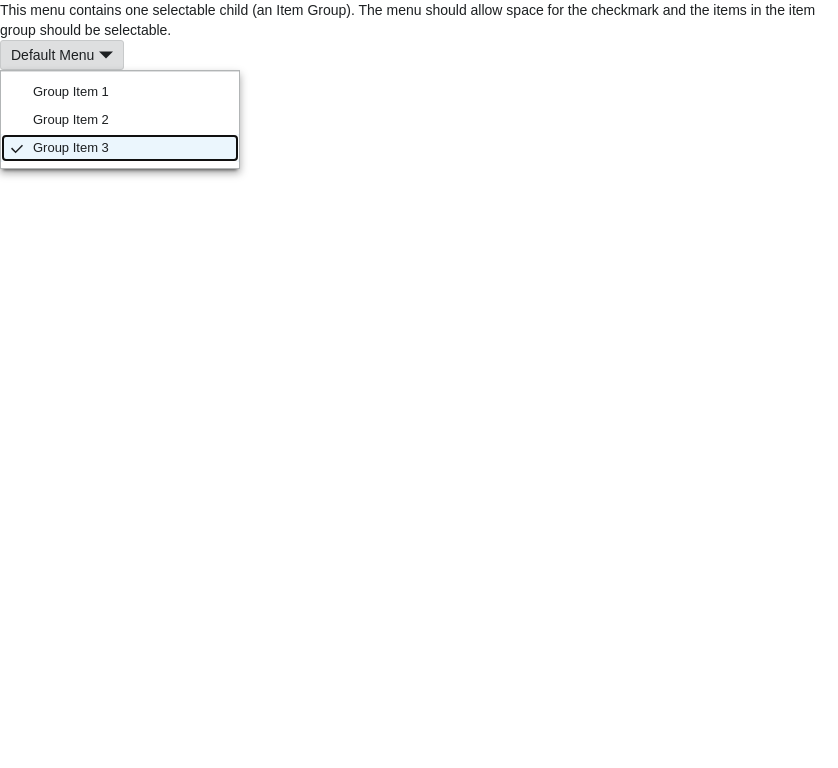 This menu contains one selectable child (an Item Group). The menu should allow space for the checkmark and the items in the item
group should be selectable.
Default Menu
Group Item 1
Group Item 2
Group Item 3